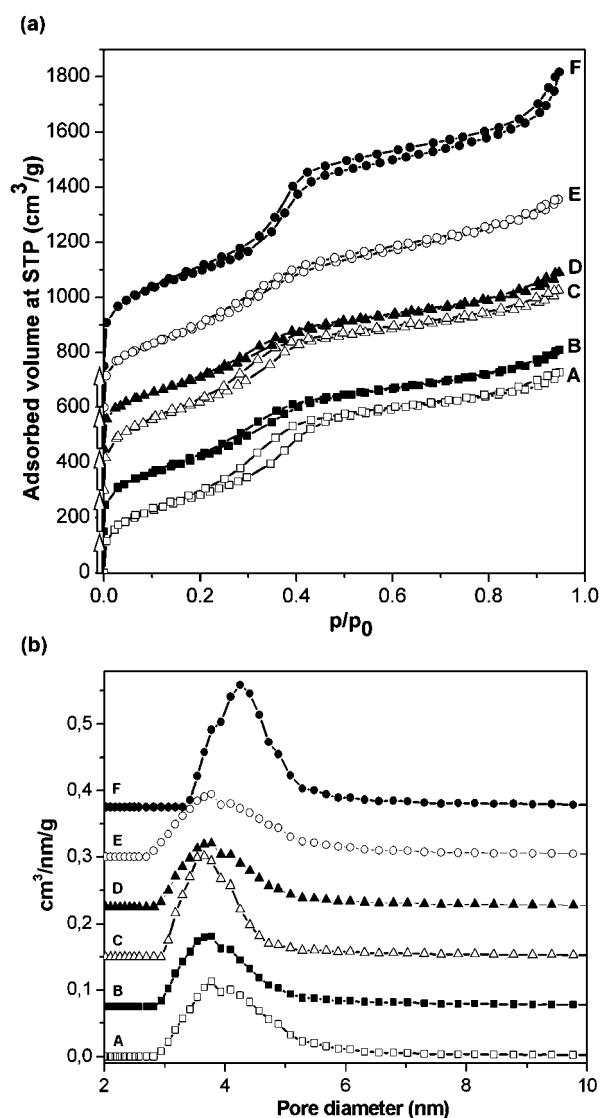 (a)
1800
1600
1400
1200
1000
800
600
400
200
0
Adsorbed volume at STP (cm³/g)
F
E
D
C
B
A
0.0 0.2 0.4 0.6 0.8 1.0
p/p₀
(b)
0,5
0,4
0,3
0,2
0,1
0,0
cm³/nm/g
F
E
D
C
B
A
2 4 6 8 10
Pore diameter (nm)